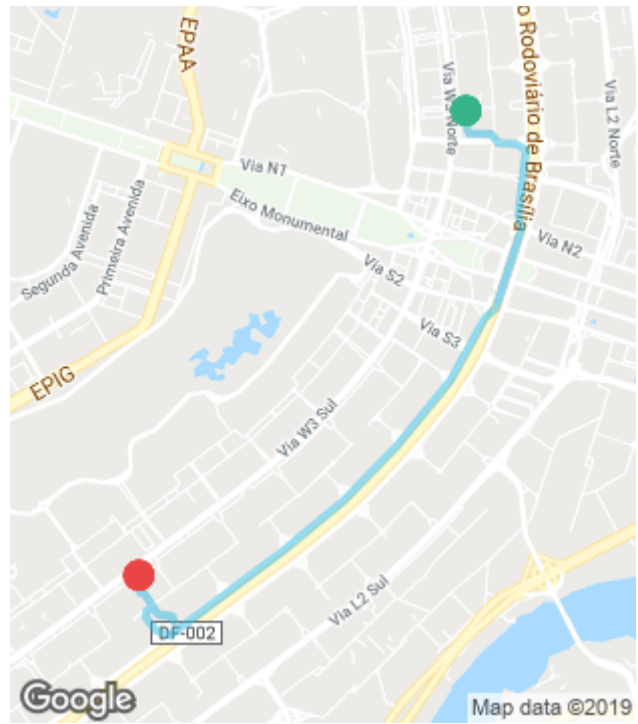 EPAA
Via W3 Norte
o Rodoviário de Brasília
Via L2 Norte
Via N1
Eixo Monumental
Via N2
Segunda Avenida
Primeira Avenida
Via S2
Via S3
EPIG
Via W3 Sul
Via L2 Sul
DF-002
Google
Map data ©2019